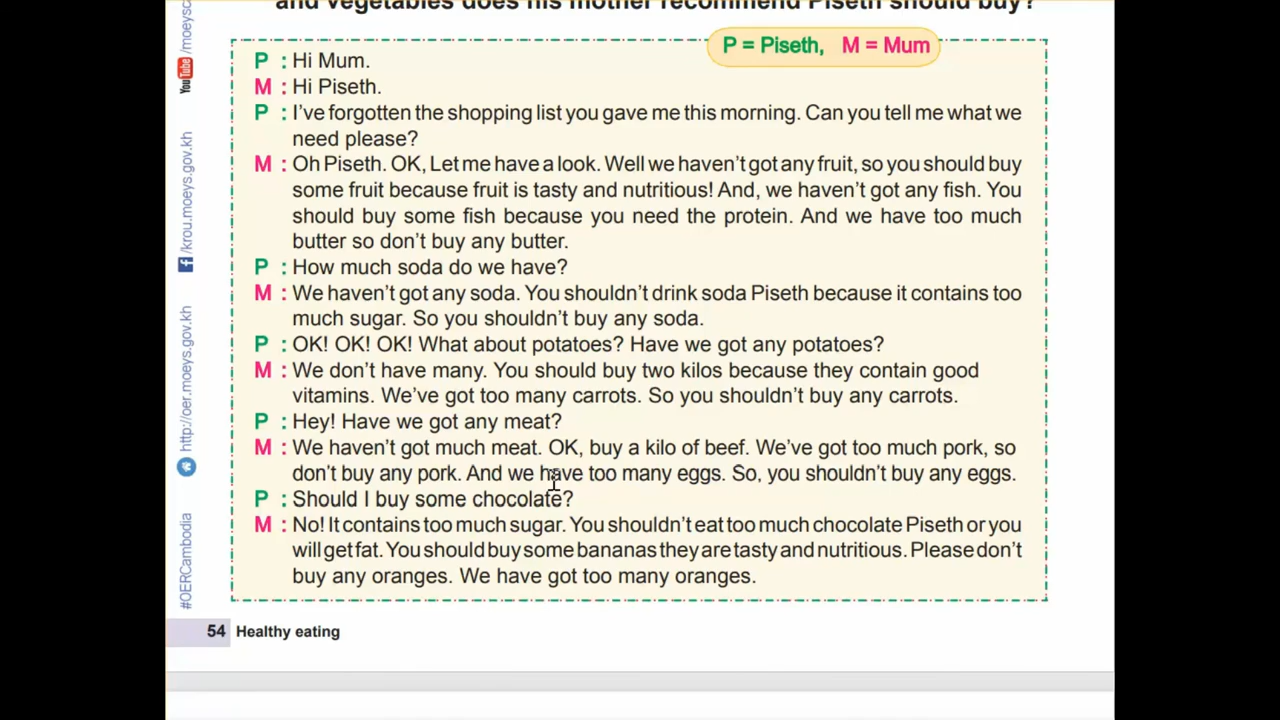 and vegetables does his mother recommend Piseth should buy?
P = Piseth, M = Mum
P : Hi Mum.
M : Hi Piseth.
P : I've forgotten the shopping list you gave me this morning. Can you tell me what we
need please?
M : Oh Piseth. OK, Let me have a look. Well we haven't got any fruit, so you should buy
some fruit because fruit is tasty and nutritious! And, we haven't got any fish. You
should buy some fish because you need the protein. And we have too much
butter so don't buy any butter.
P : How much soda do we have?
M : We haven't got any soda. You shouldn't drink soda Piseth because it contains too
much sugar. So you shouldn't buy any soda.
P : OK! OK! OK! What about potatoes? Have we got any potatoes?
M : We don't have many. You should buy two kilos because they contain good
vitamins. We've got too many carrots. So you shouldn't buy any carrots.
P : Hey! Have we got any meat?
M : We haven't got much meat. OK, buy a kilo of beef. We've got too much pork, so
don't buy any pork. And we have too many eggs. So, you shouldn't buy any eggs.
P : Should I buy some chocolate?
M : No! It contains too much sugar. You shouldn't eat too much chocolate Piseth or you
will get fat. You should buy some bananas they are tasty and nutritious. Please don't
buy any oranges. We have got too many oranges.
54 Healthy eating
#OERCambodia
http://oer.moeys.gov.kh
f /krou.moeys.gov.kh
YouTube /moeysc